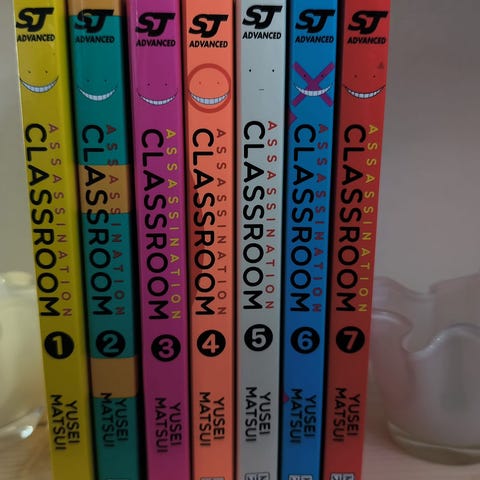 SJ
ADVANCED
ASSASSINATION
CLASSROOM
1
YUSEI
MATSUI
SJ
ADVANCED
ASSASSINATION
CLASSROOM
2
YUSEI
MATSUI
SJ
ADVANCED
ASSASSINATION
CLASSROOM
3
YUSEI
MATSUI
SJ
ADVANCED
ASSASSINATION
CLASSROOM
4
YUSEI
MATSUI
SJ
ADVANCED
ASSASSINATION
CLASSROOM
5
YUSEI
MATSUI
SJ
ADVANCED
ASSASSINATION
CLASSROOM
6
YUSEI
MATSUI
SJ
ADVANCED
ASSASSINATION
CLASSROOM
7
YUSEI
MATSUI